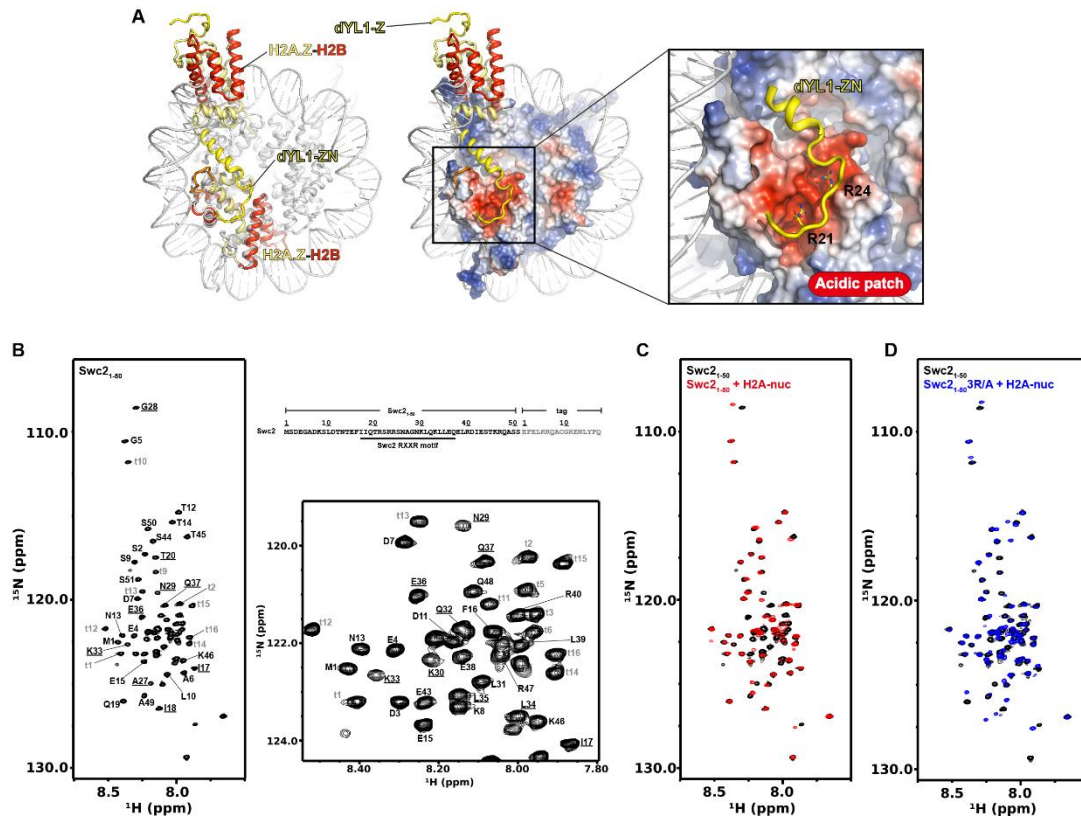 A
dYL1-Z
H2A.Z-H2B
dYL1-ZN
H2A.Z-H2B
dYL1-ZN
R24
R21
Acidic patch
B
Swc21-50
G28
G5
t10
T12
T14
T45
S50
S44
S2
S9
T20
t9
S51
t13
N29
Q37
t2
D7
E36
t15
N13
E4
t12
M1
t16
t14
K33
K46
t1
I17
E15
A27
A6
L10
Q19
A49
I18
110.0
120.0
130.0
15N (ppm)
8.5
8.0
1H (ppm)
Swc21-50
tag
1 10 20 30 40 50 1 10
Swc2 MSDEGADKSLDTNTEFIIQTRSKRRSNAGNKLQKLLEQELRDIESTKRQASSEFELRRQACGRENLYFQ
Swc2 RXXR motif
t13
N29
D7
Q37
t2
t15
E36
Q48
t5
t11
R40
t12
Q32
F16
t3
D11
t6
N13
E4
L39
t16
M1
K33
K30
E38
t14
L31
R47
t1
D3
E43
L35
K8
L34
K46
E15
I17
120.0
122.0
124.0
15N (ppm)
8.40
8.20
8.00
7.80
1H (ppm)
C
Swc21-50
Swc21-50 + H2A-nuc
110.0
120.0
130.0
15N (ppm)
8.5
8.0
1H (ppm)
D
Swc21-50
Swc21-503R/A + H2A-nuc
110.0
120.0
130.0
15N (ppm)
8.5
8.0
1H (ppm)